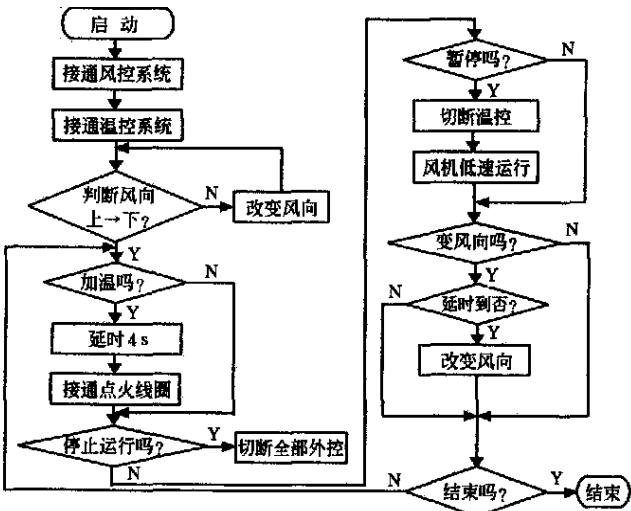 启动
接通风控系统
接通温控系统
判断风向
上→下?
N
改变风向
Y
加温吗?
N
Y
延时4s
接通点火线圈
停止运行吗?
Y
切断全部外控
N
暂停吗?
N
Y
切断温控
风机低速运行
变风向吗?
N
Y
N
延时到否?
Y
改变风向
N
结束吗?
Y
结束